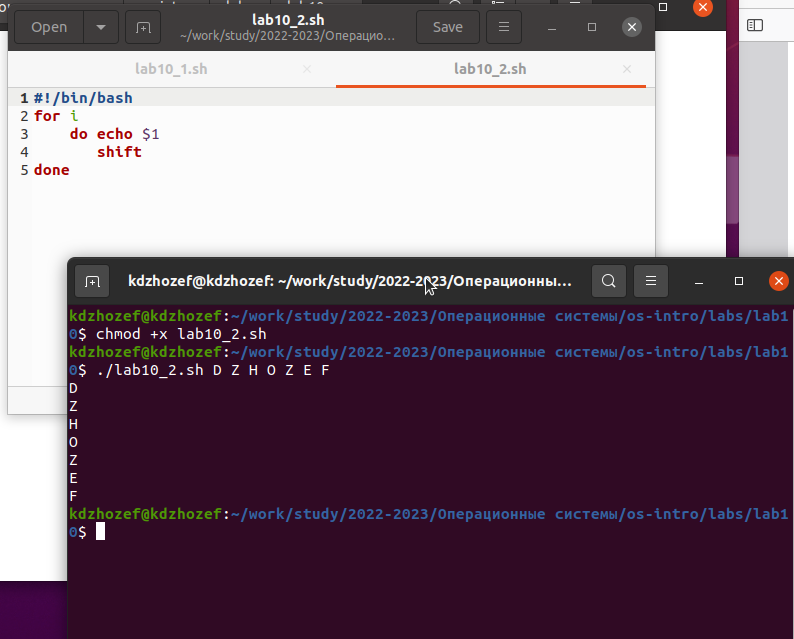 Open
lab10_2.sh
~/work/study/2022-2023/Операцио...
Save
lab10_1.sh
lab10_2.sh
1 #!/bin/bash
2 for i
3     do echo $1
4        shift
5 done
kdzhozef@kdzhozef: ~/work/study/2022-2023/Операционны...
kdzhozef@kdzhozef:~/work/study/2022-2023/Операционные системы/os-intro/labs/lab1
0$ chmod +x lab10_2.sh
kdzhozef@kdzhozef:~/work/study/2022-2023/Операционные системы/os-intro/labs/lab1
0$ ./lab10_2.sh D Z H O Z E F
D
Z
H
O
Z
E
F
kdzhozef@kdzhozef:~/work/study/2022-2023/Операционные системы/os-intro/labs/lab1
0$